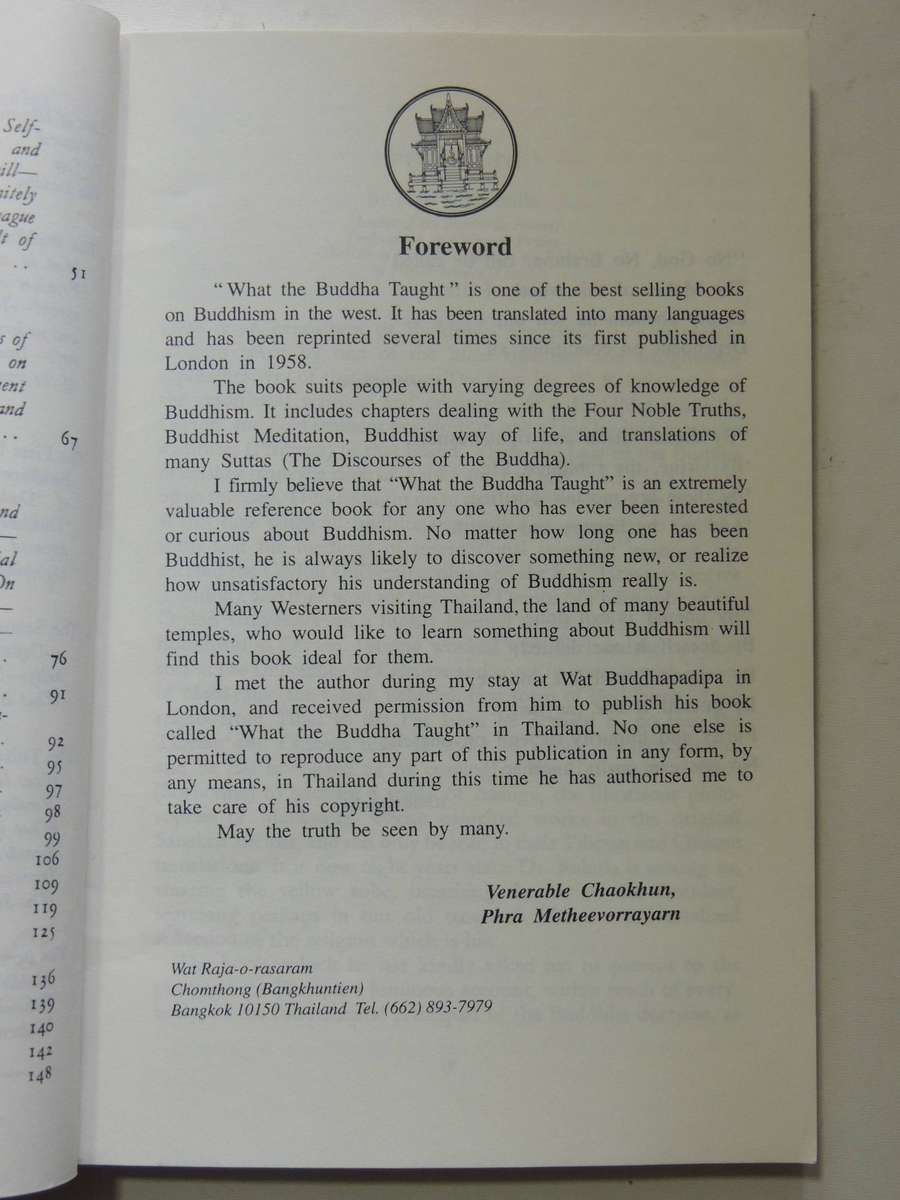 Self-
and
ill—
nitely
ague
lt of
. . 51
s of
on
ent
and
. . 67
nd
—
ial
On
—
—
. 76
. 91
-
. 92
. 95
. 97
. 98
99
106
109
119
125
136
139
140
142
148
Foreword
“ What the Buddha Taught ” is one of the best selling books
on Buddhism in the west. It has been translated into many languages
and has been reprinted several times since its first published in
London in 1958.
The book suits people with varying degrees of knowledge of
Buddhism. It includes chapters dealing with the Four Noble Truths,
Buddhist Meditation, Buddhist way of life, and translations of
many Suttas (The Discourses of the Buddha).
I firmly believe that “What the Buddha Taught” is an extremely
valuable reference book for any one who has ever been interested
or curious about Buddhism. No matter how long one has been
Buddhist, he is always likely to discover something new, or realize
how unsatisfactory his understanding of Buddhism really is.
Many Westerners visiting Thailand, the land of many beautiful
temples, who would like to learn something about Buddhism will
find this book ideal for them.
I met the author during my stay at Wat Buddhapadipa in
London, and received permission from him to publish his book
called “What the Buddha Taught” in Thailand. No one else is
permitted to reproduce any part of this publication in any form, by
any means, in Thailand during this time he has authorised me to
take care of his copyright.
May the truth be seen by many.
Venerable Chaokhun,
Phra Metheevorrayarn
Wat Raja-o-rasaram
Chomthong (Bangkhuntien)
Bangkok 10150 Thailand Tel. (662) 893-7979